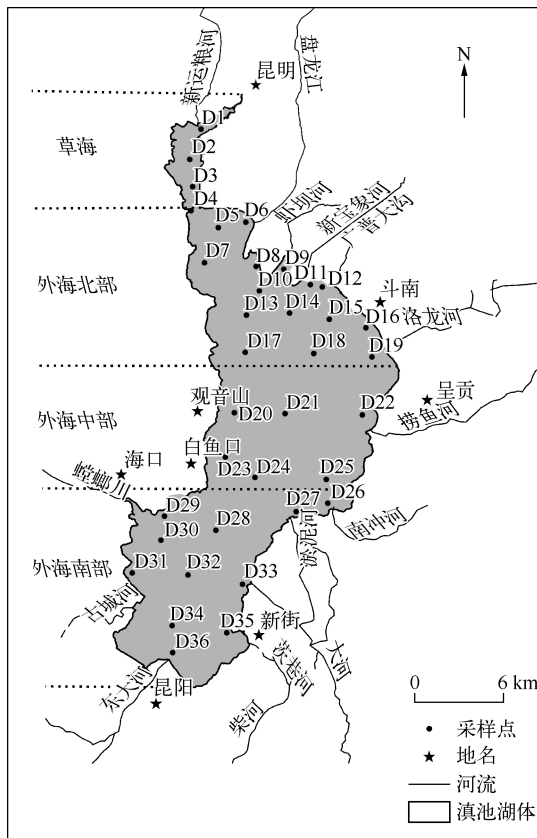 新运粮河
盘龙江
昆明
N
D1
草海
D2
D3
D4
D5
D6
虾坝河
新宝象河
广普大沟
D7
D8
D9
外海北部
D10
D11
D12
斗南
D13
D14
D15
D16
洛龙河
D17
D18
D19
观音山
呈贡
外海中部
D20
D21
D22
捞鱼河
海口
白鱼口
D23
D24
D25
螳螂川
D26
D27
D29
D28
淤泥河
南冲河
D30
外海南部
D31
D32
D33
古城河
D34
D35
新街
D36
茨巷河
大河
东大河
昆阳
柴河
0
6 km
采样点
地名
河流
滇池湖体